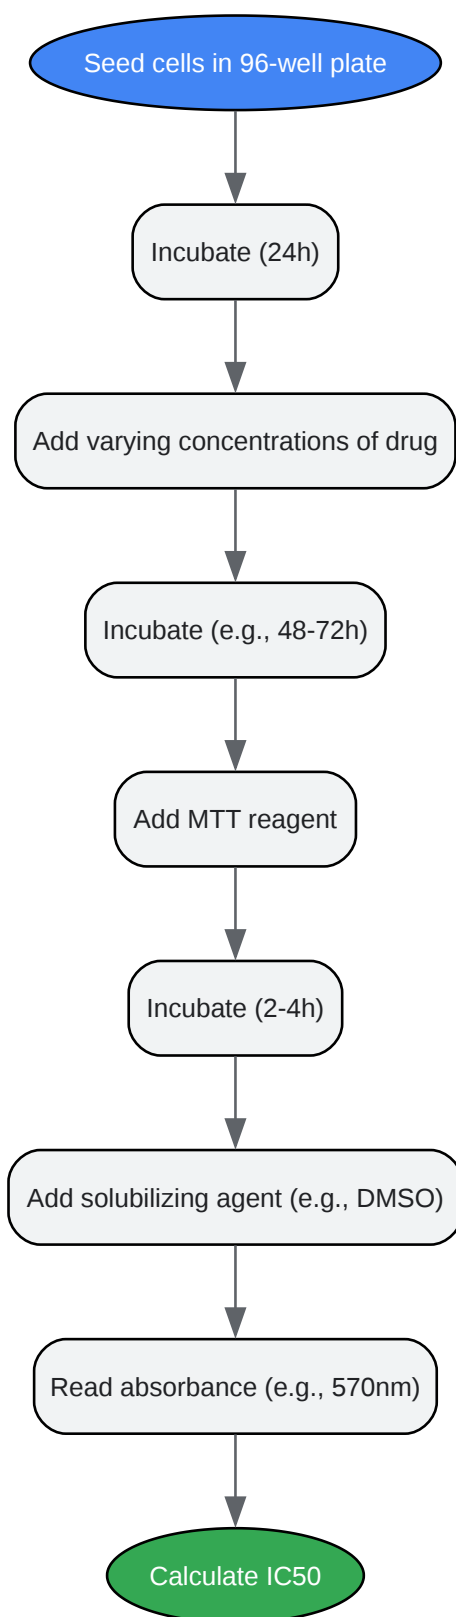 Seed cells in 96-well plate
Incubate (24h)
Add varying concentrations of drug
Incubate (e.g., 48-72h)
Add MTT reagent
Incubate (2-4h)
Add solubilizing agent (e.g., DMSO)
Read absorbance (e.g., 570nm)
Calculate IC50